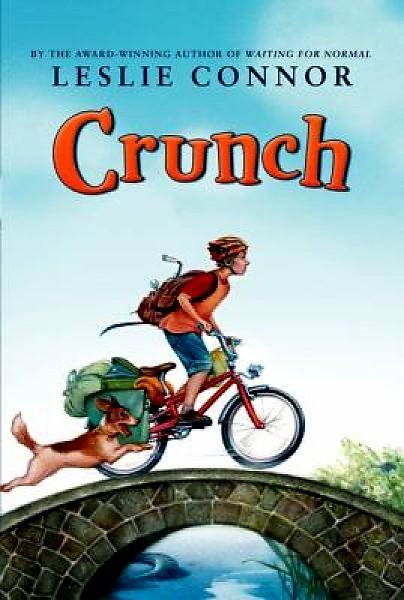 BY THE AWARD-WINNING AUTHOR OF WAITING FOR NORMAL
LESLIE CONNOR
Crunch